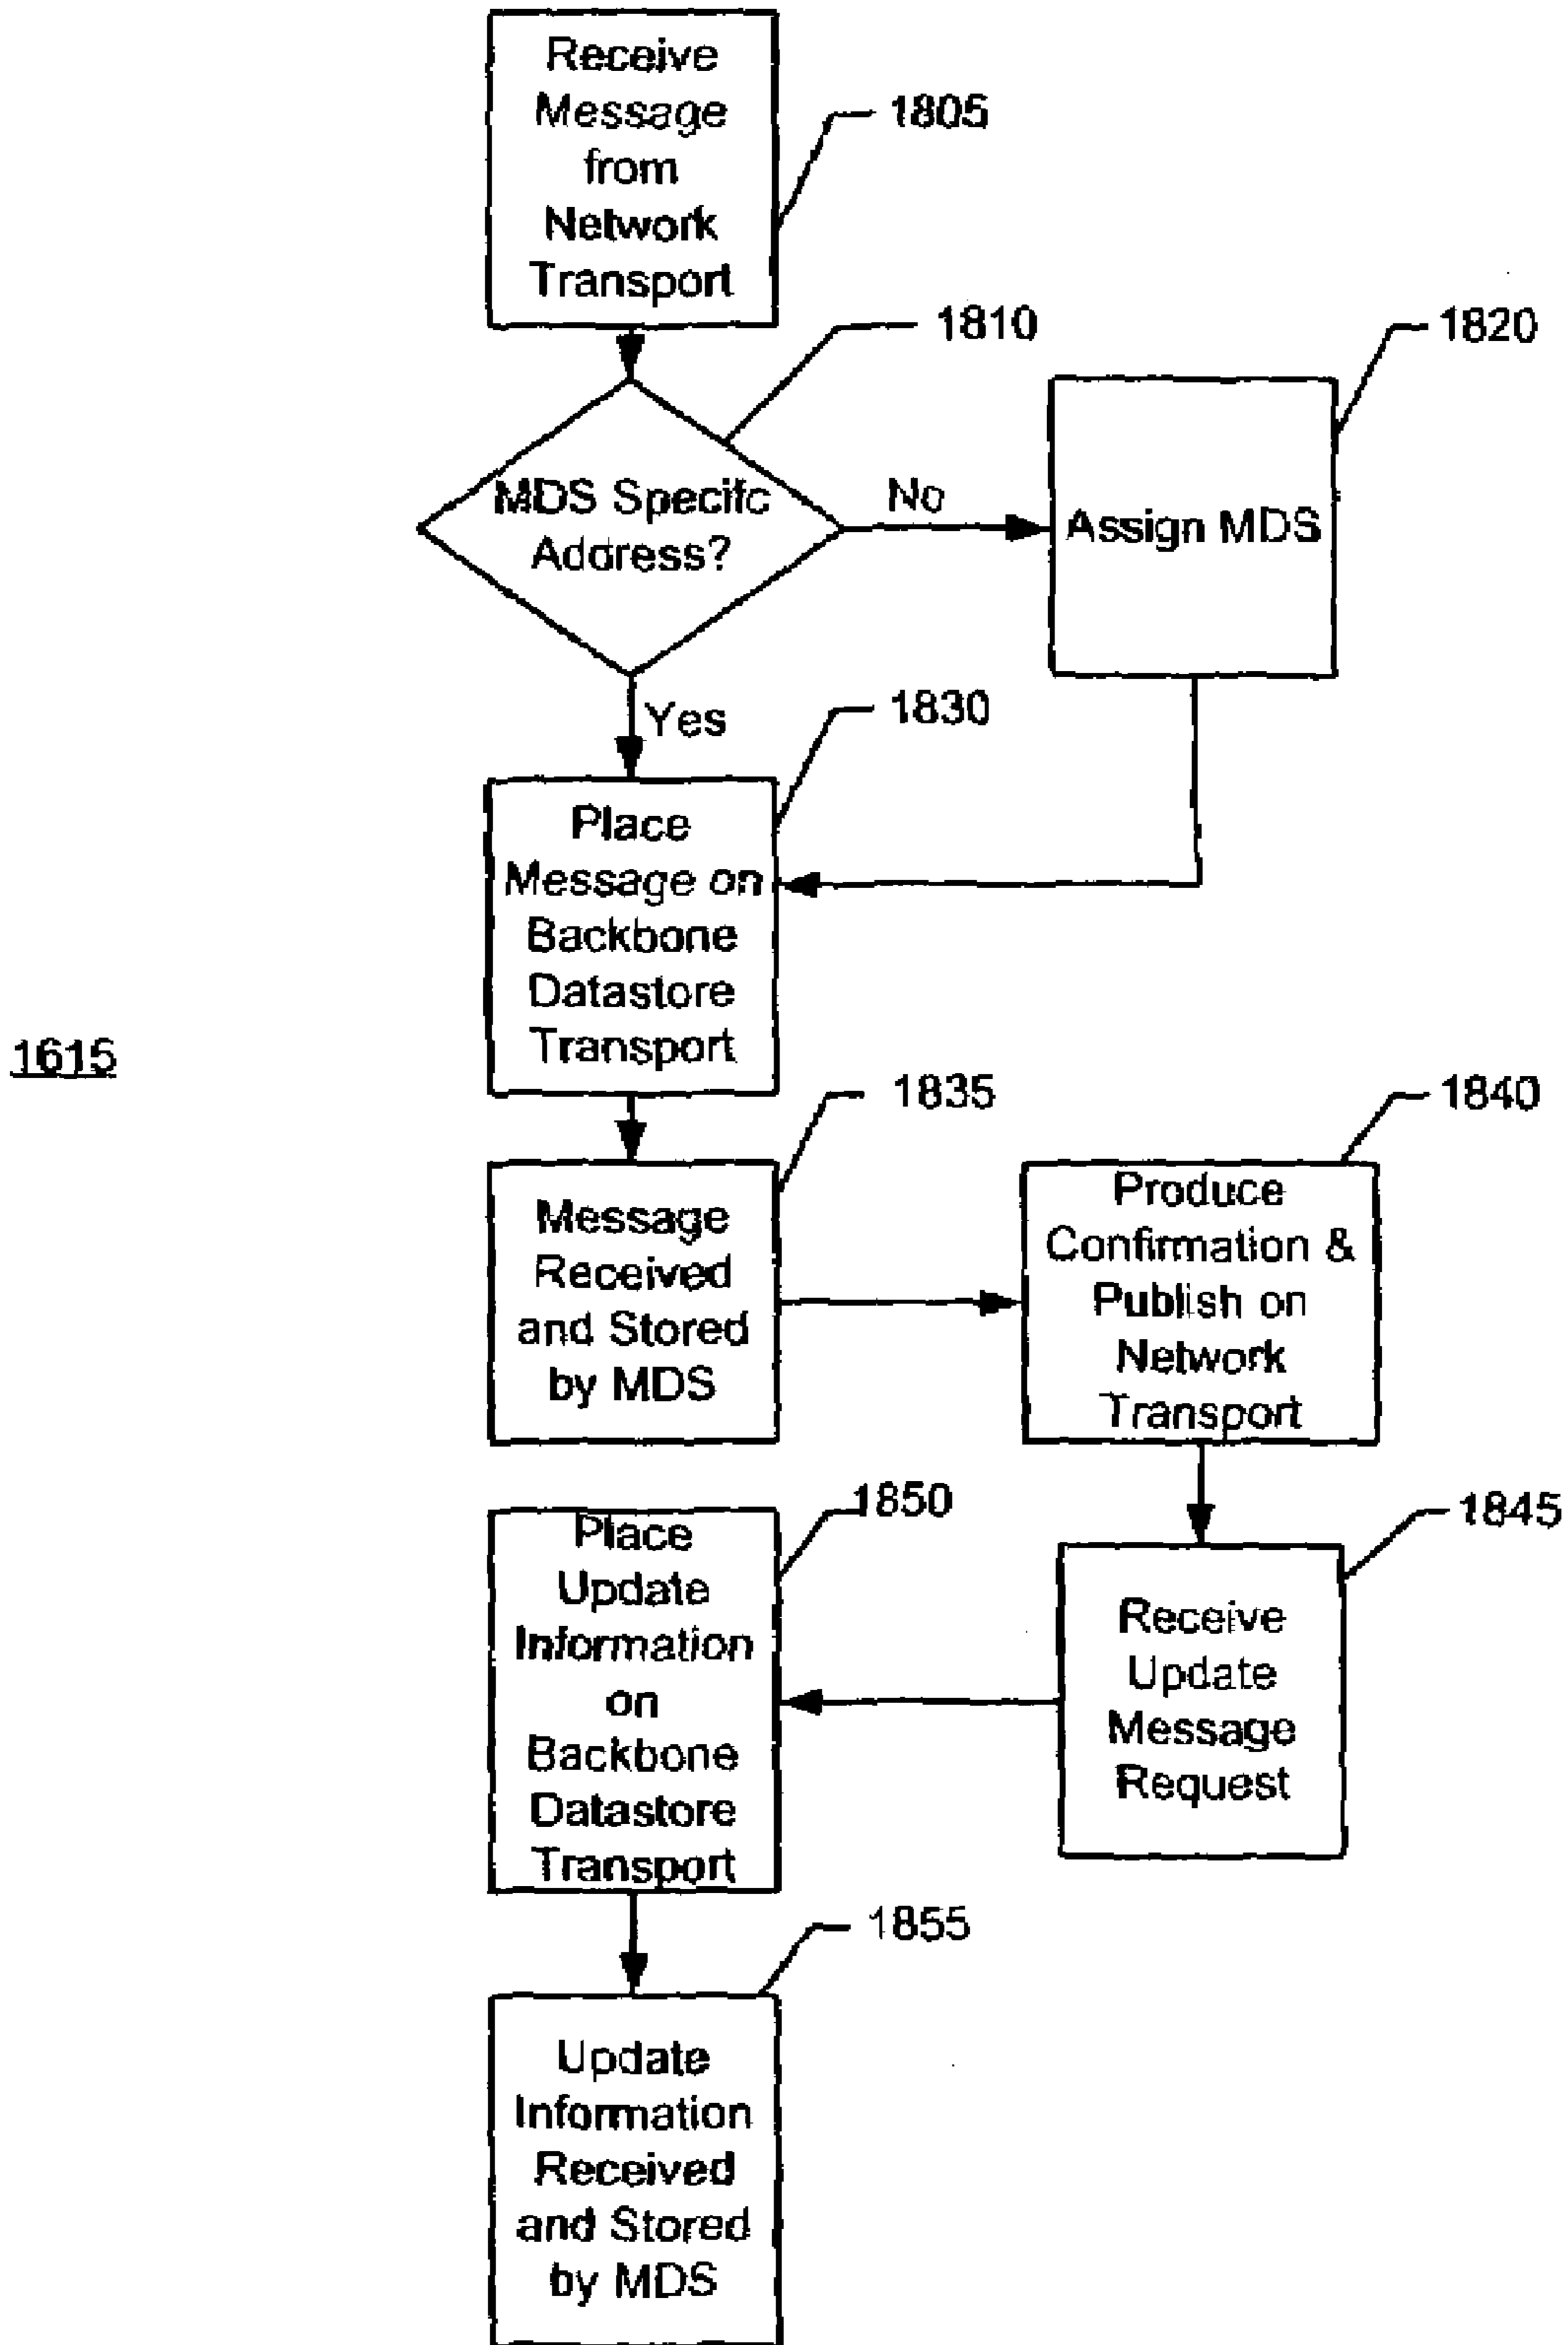 Receive
Message
from
Network
Transport
1805
1810
1820
MDS Specifc
Address?
No
Assign MDS
Yes
1830
Place
Message on
Backbone
Datastore
Transport
1615
1835
1840
Message
Received
and Stored
by MDS
Produce
Confirmation &
Publish on
Network
Transport
1850
1845
Place
Update
Information
on
Backbone
Datastore
Transport
Receive
Update
Message
Request
1855
Update
Information
Received
and Stored
by MDS